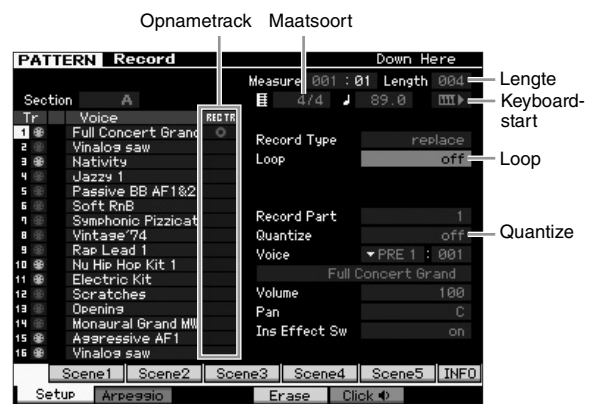 Opnametrack Maatsoort
PATTERN Record Down Here
Measure 001 : 01 Length 004
Lengte
Section A 4/4 89.0
Keyboard-
start
Tr Voice REC TR
1 Full Concert Grand
2 Vinalog saw
3 Nativity
4 Jazzy 1
5 Passive BB AF1&2
6 Soft RnB
7 Symphonic Pizzicat
8 Vintage'74
9 Rap Lead 1
10 Nu Hip Hop Kit 1
11 Electric Kit
12 Scratches
13 Opening
14 Monaural Grand MW
15 Aggressive AF1
16 Vinalog saw
Record Type replace
Loop off
Loop
Record Part 1
Quantize off
Quantize
Voice PRE 1 : 001
Full Concert Grand
Volume 100
Pan C
Ins Effect Sw on
Scene1 Scene2 Scene3 Scene4 Scene5 INFO
Setup Arpeggio Erase Click